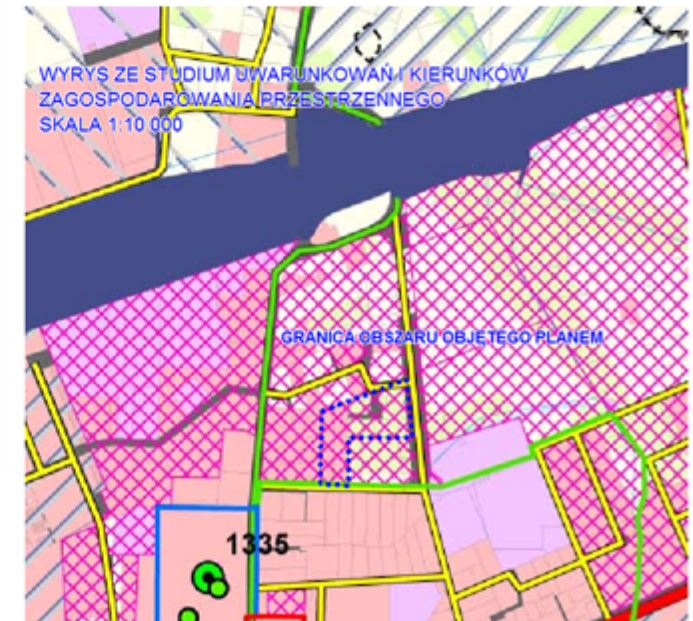 WYRYS ZE STUDIUM UWARUNKOWAŃ I KIERUNKÓW
ZAGOSPODAROWANIA PRZESTRZENNEGO
SKALA 1:10 000
GRANICA OBSZARU OBJĘTEGO PLANEM
1335